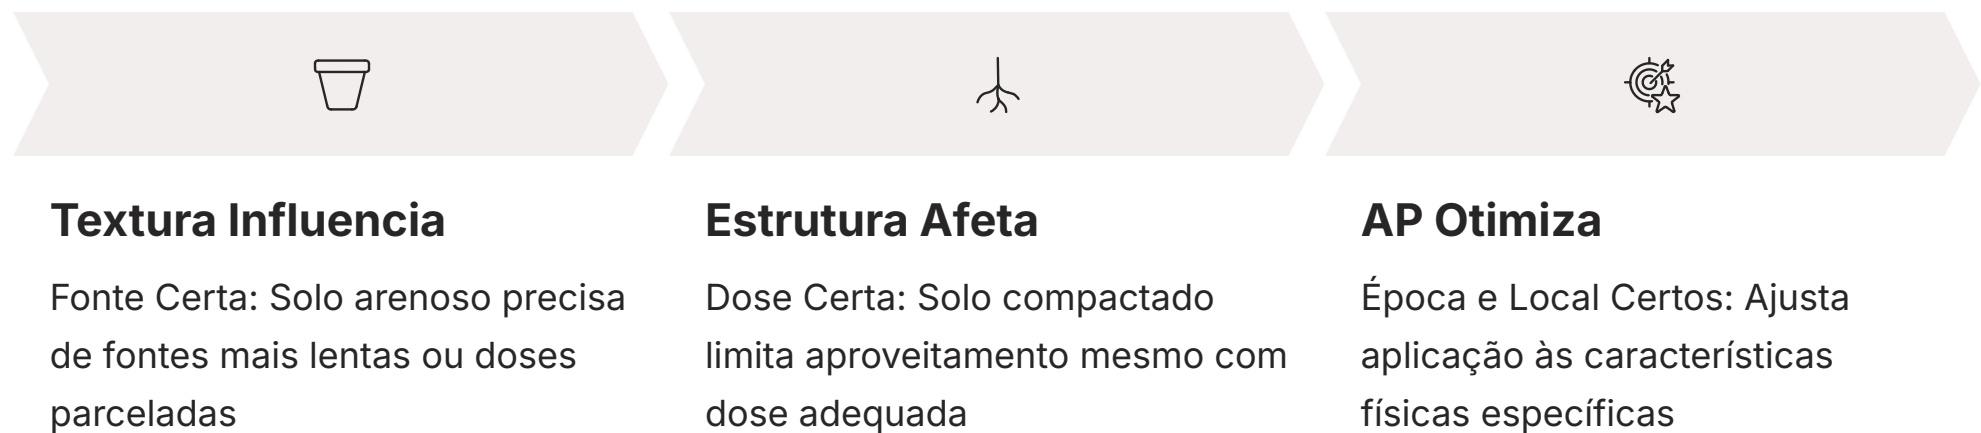 Textura Influencia
Fonte Certa: Solo arenoso precisa
de fontes mais lentas ou doses
parceladas
Estrutura Afeta
Dose Certa: Solo compactado
limita aproveitamento mesmo com
dose adequada
AP Otimiza
Época e Local Certos: Ajusta
aplicação às características
físicas específicas